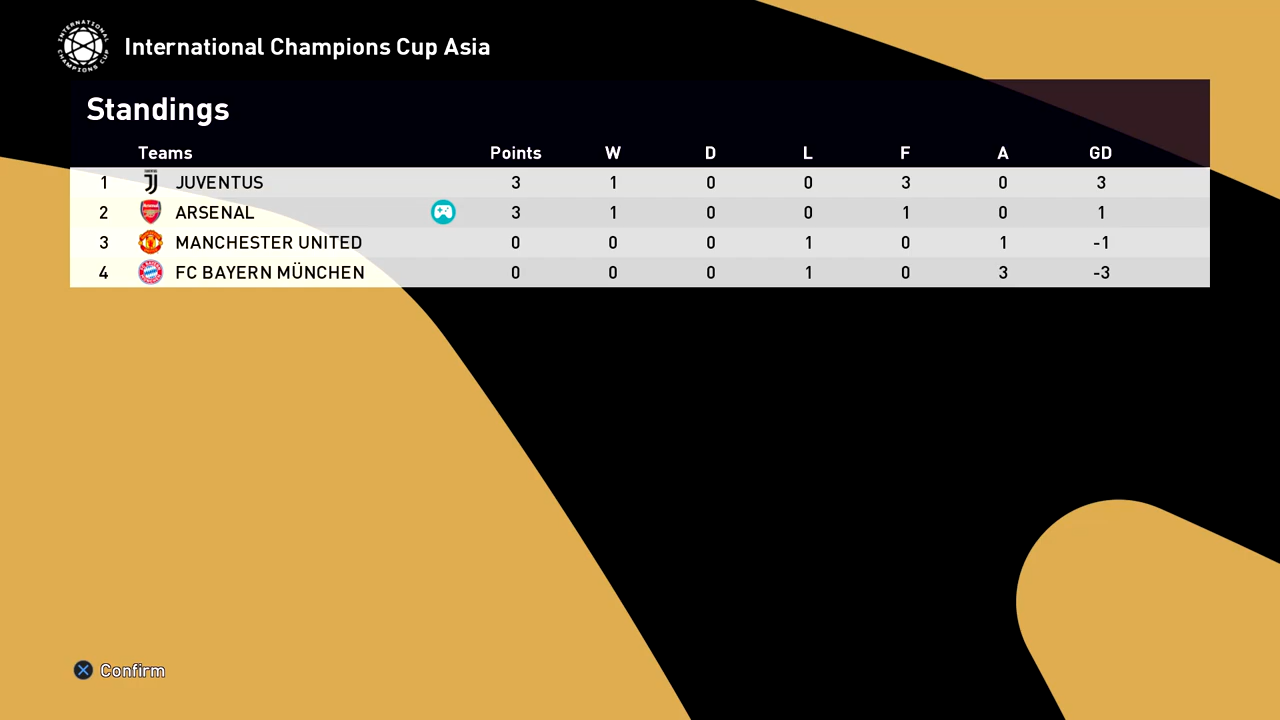 International Champions Cup Asia
Standings
Teams Points W D L F A GD
1 JUVENTUS 3 1 0 0 3 0 3
2 ARSENAL 3 1 0 0 1 0 1
3 MANCHESTER UNITED 0 0 0 1 0 1 -1
4 FC BAYERN MÜNCHEN 0 0 0 1 0 3 -3
Confirm